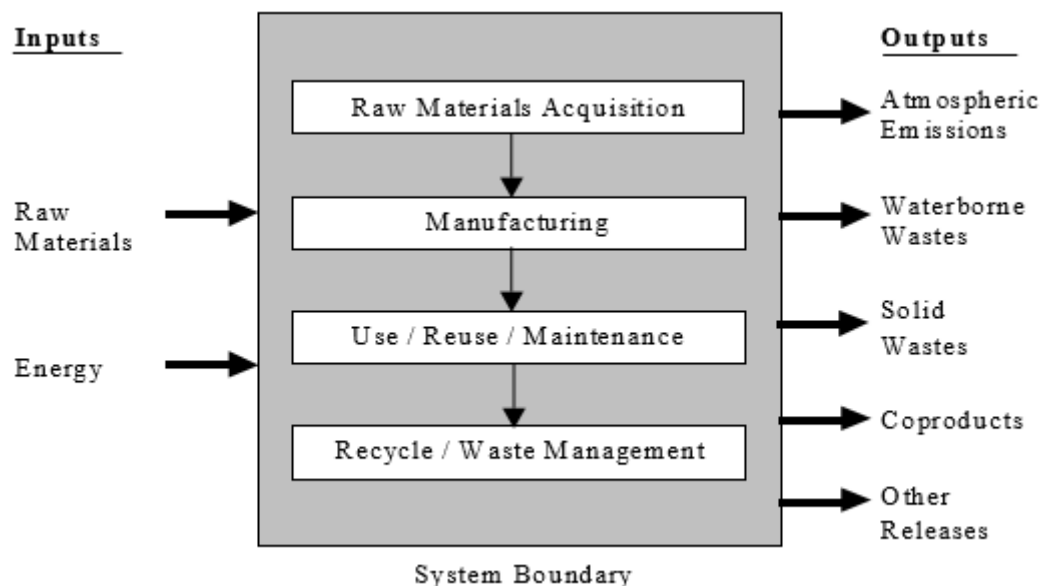 Inputs
Raw
Materials
Energy
Raw Materials Acquisition
Manufacturing
Use / Reuse / Maintenance
Recycle / Waste Management
System Boundary
Outputs
Atmospheric
Emissions
Waterborne
Wastes
Solid
Wastes
Coproducts
Other
Releases